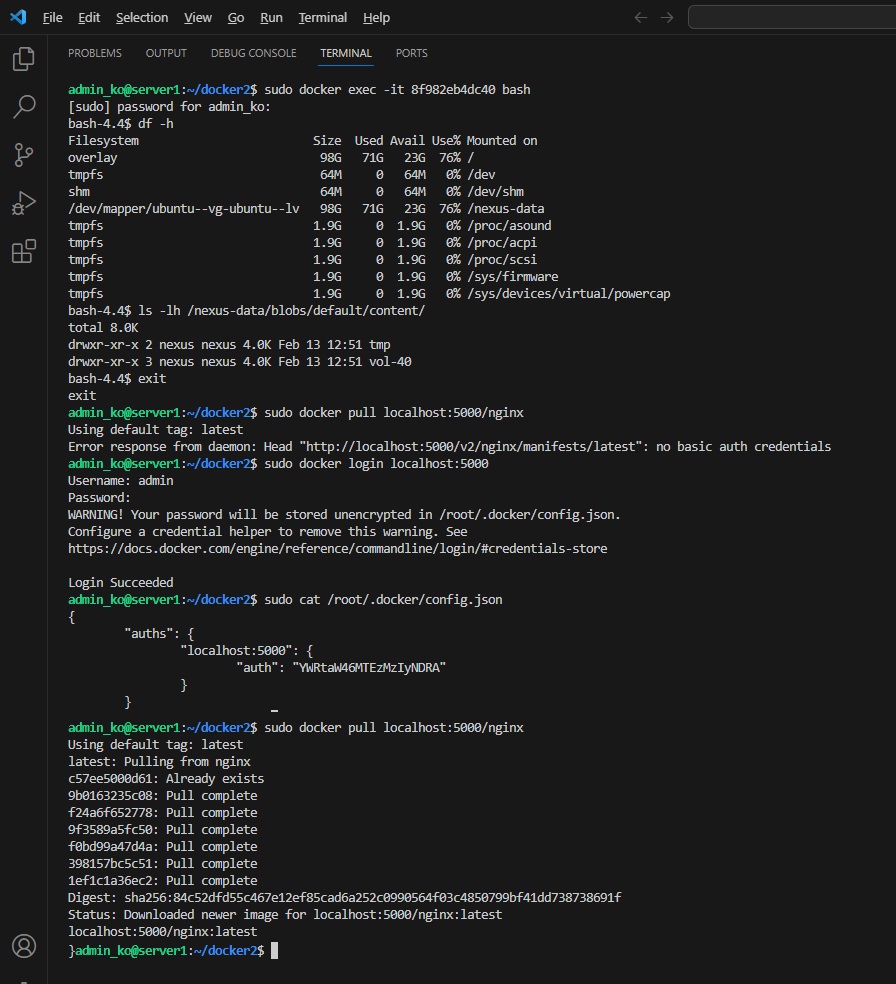 File Edit Selection View Go Run Terminal Help
PROBLEMS OUTPUT DEBUG CONSOLE TERMINAL PORTS
admin_ko@server1:~/docker2$ sudo docker exec -it 8f982eb4dc40 bash
[sudo] password for admin_ko:
bash-4.4$ df -h
Filesystem Size Used Avail Use% Mounted on
overlay 98G 71G 23G 76% /
tmpfs 64M 0 64M 0% /dev
shm 64M 0 64M 0% /dev/shm
/dev/mapper/ubuntu--vg-ubuntu--lv 98G 71G 23G 76% /nexus-data
tmpfs 1.9G 0 1.9G 0% /proc/asound
tmpfs 1.9G 0 1.9G 0% /proc/acpi
tmpfs 1.9G 0 1.9G 0% /proc/scsi
tmpfs 1.9G 0 1.9G 0% /sys/firmware
tmpfs 1.9G 0 1.9G 0% /sys/devices/virtual/powercap
bash-4.4$ ls -lh /nexus-data/blobs/default/content/
total 8.0K
drwxr-xr-x 2 nexus nexus 4.0K Feb 13 12:51 tmp
drwxr-xr-x 3 nexus nexus 4.0K Feb 13 12:51 vol-40
bash-4.4$ exit
exit
admin_ko@server1:~/docker2$ sudo docker pull localhost:5000/nginx
Using default tag: latest
Error response from daemon: Head "http://localhost:5000/v2/nginx/manifests/latest": no basic auth credentials
admin_ko@server1:~/docker2$ sudo docker login localhost:5000
Username: admin
Password:
WARNING! Your password will be stored unencrypted in /root/.docker/config.json.
Configure a credential helper to remove this warning. See
https://docs.docker.com/engine/reference/commandline/login/#credentials-store
Login Succeeded
admin_ko@server1:~/docker2$ sudo cat /root/.docker/config.json
{
"auths": {
"localhost:5000": {
"auth": "YWRtaW46MTEzMzIyNDRA"
}
}
admin_ko@server1:~/docker2$ sudo docker pull localhost:5000/nginx
Using default tag: latest
latest: Pulling from nginx
c57ee5000d61: Already exists
9b0163235c08: Pull complete
f24a6f652778: Pull complete
9f3589a5fc50: Pull complete
f0bd99a47d4a: Pull complete
398157bc5c51: Pull complete
1ef1c1a36ec2: Pull complete
Digest: sha256:84c52dfd55c467e12ef85cad6a252c0990564f03c4850799bf41dd738738691f
Status: Downloaded newer image for localhost:5000/nginx:latest
localhost:5000/nginx:latest
}admin_ko@server1:~/docker2$